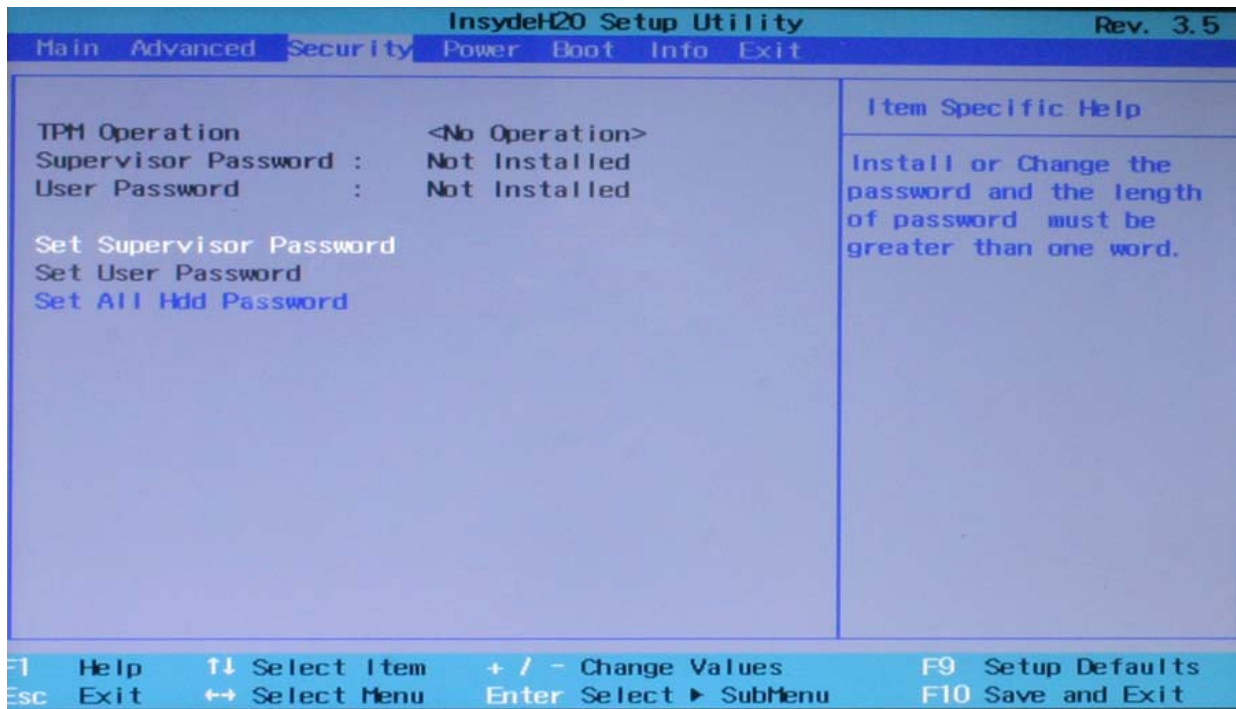 InsydeH20 Setup Utility Rev. 3.5
Main Advanced Security Power Boot Info Exit
TPM Operation <No Operation>
Supervisor Password : Not Installed
User Password : Not Installed
Set Supervisor Password
Set User Password
Set All Hdd Password
Item Specific Help
Install or Change the
password and the length
of password must be
greater than one word.
F1 Help ↑↓ Select Item + / - Change Values F9 Setup Defaults
Esc Exit ↔ Select Menu Enter Select ▶ SubMenu F10 Save and Exit